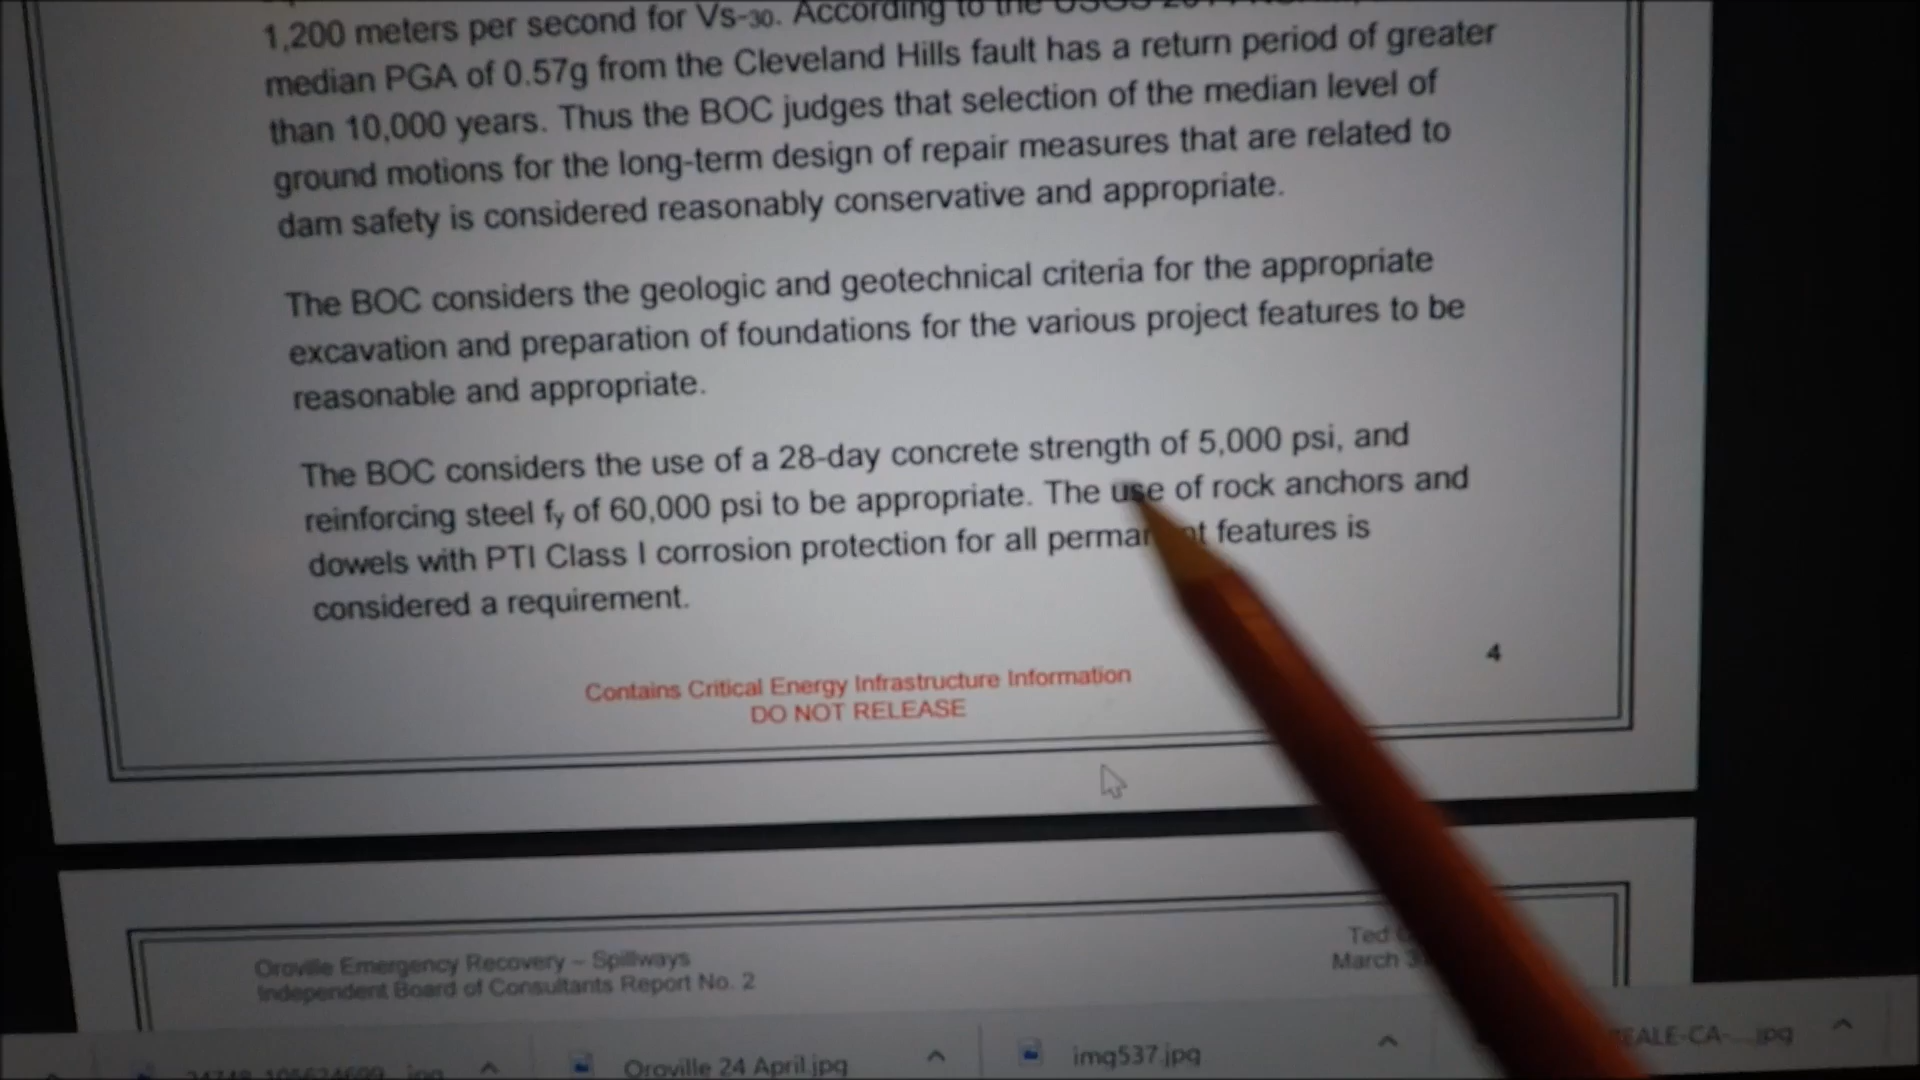 1,200 meters per second for Vs-30. According to the USGS 2014
median PGA of 0.57g from the Cleveland Hills fault has a return period of greater
than 10,000 years. Thus the BOC judges that selection of the median level of
ground motions for the long-term design of repair measures that are related to
dam safety is considered reasonably conservative and appropriate.
The BOC considers the geologic and geotechnical criteria for the appropriate
excavation and preparation of foundations for the various project features to be
reasonable and appropriate.
The BOC considers the use of a 28-day concrete strength of 5,000 psi, and
reinforcing steel fy of 60,000 psi to be appropriate. The use of rock anchors and
dowels with PTI Class I corrosion protection for all permanent features is
considered a requirement.
4
Contains Critical Energy Infrastructure Information
DO NOT RELEASE
Oroville Emergency Recovery – Spillways
Independent Board of Consultants Report No. 2
Ted
March
Oroville 24 April.jpg
img537.jpg
EALE-CA-....jpg